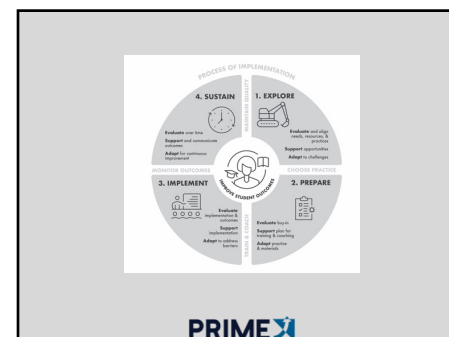 PROCESS OF IMPLEMENTATION
MAINTAIN QUALITY
1. EXPLORE
Evaluate and align
needs, resources, &
practices
Support opportunities
Adapt to challenges
CHOOSE PRACTICE
2. PREPARE
Evaluate buy-in
Support plan for
training & coaching
Adapt practice
& materials
TRAIN & COACH
3. IMPLEMENT
Evaluate
implementation &
outcomes
Support
implementation
Adapt to address
barriers
MONITOR OUTCOMES
4. SUSTAIN
Evaluate over time
Support and communicate
outcomes
Adapt for continuous
improvement
IMPROVE STUDENT OUTCOMES
PRIME